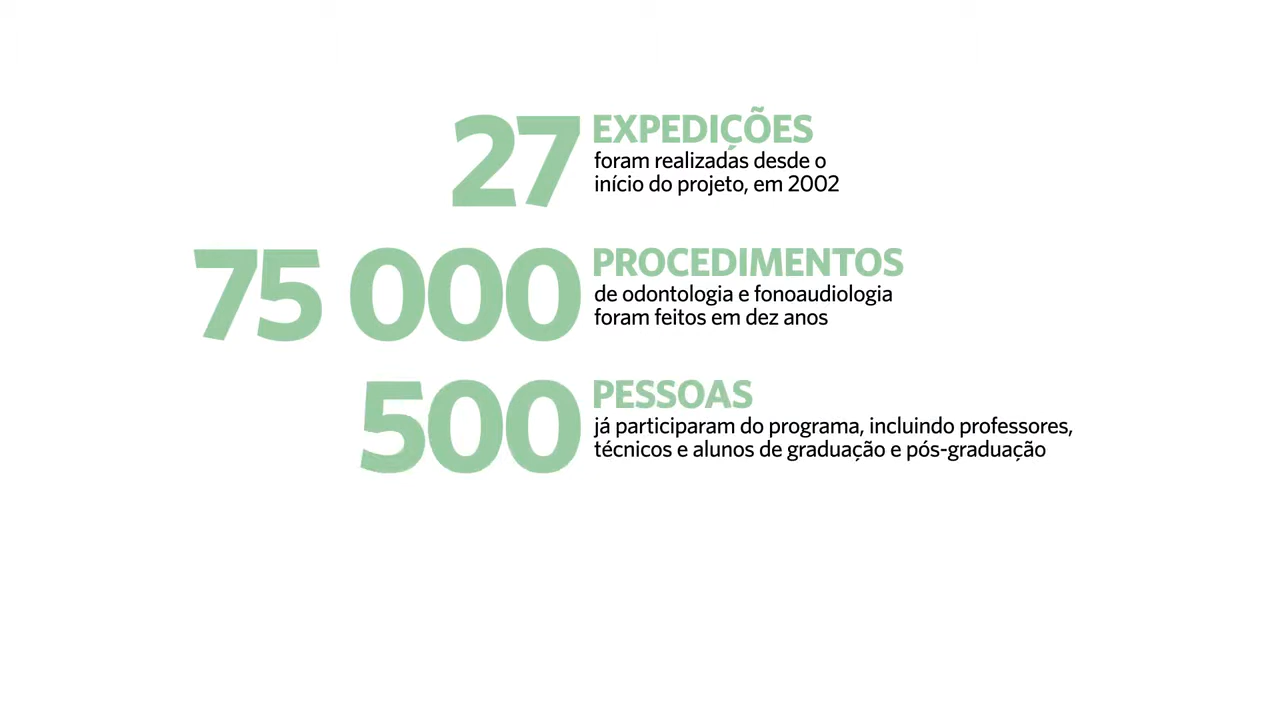 27 EXPEDIÇÕES
foram realizadas desde o
início do projeto, em 2002
75 000 PROCEDIMENTOS
de odontologia e fonoaudiologia
foram feitos em dez anos
500 PESSOAS
já participaram do programa, incluindo professores,
técnicos e alunos de graduação e pós-graduação